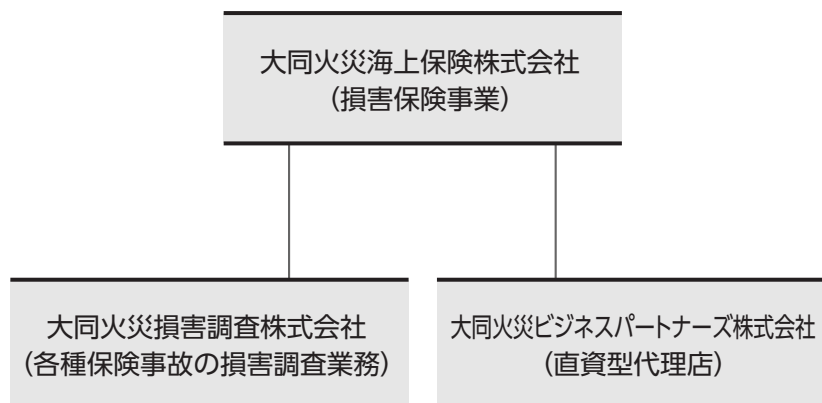 大同火災海上保険株式会社
(損害保険事業)
大同火災損害調査株式会社
(各種保険事故の損害調査業務)
大同火災ビジネスパートナーズ株式会社
(直資型代理店)